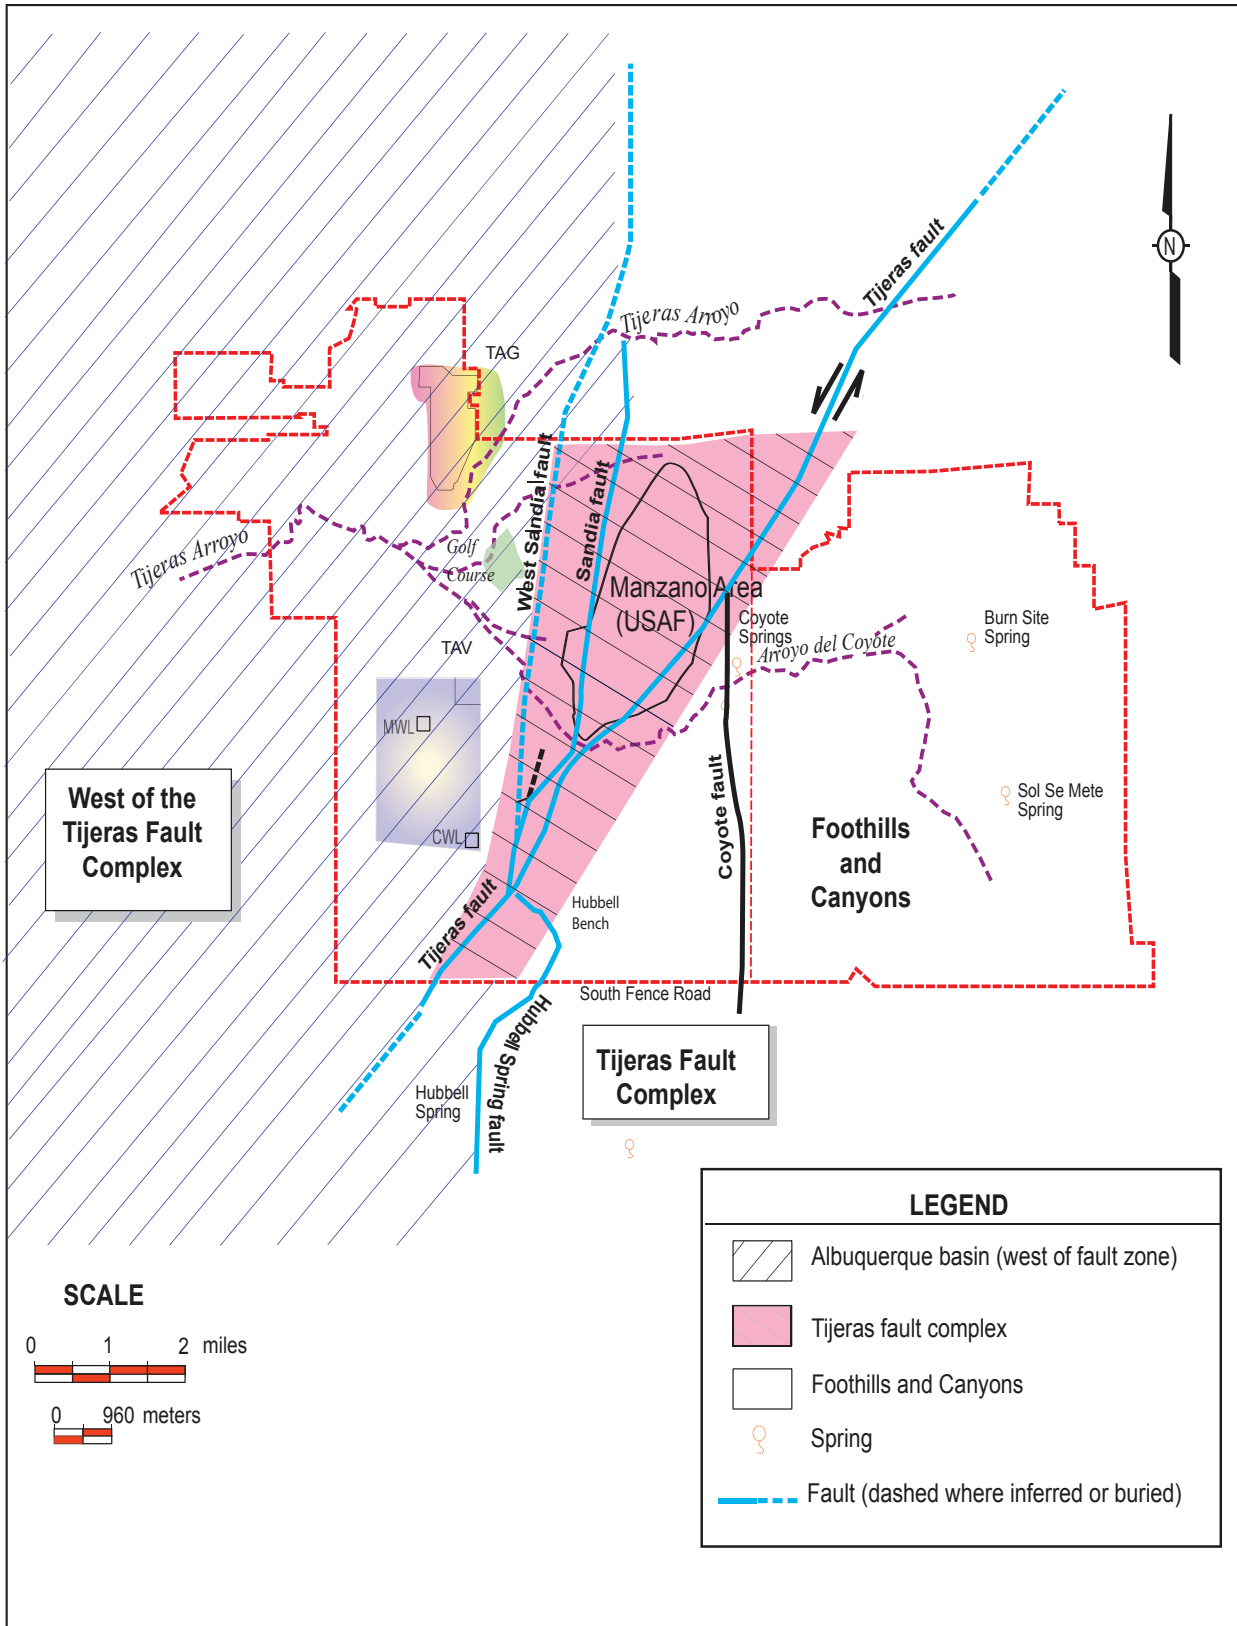 N
Tijeras fault
Tijeras Arroyo
TAG
West Sandia fault
Sandia fault
Golf
Course
Tijeras Arroyo
Manzano Area
(USAF)
Coyote
Springs
Arroyo del Coyote
Burn Site
Spring
TAV
MWL
CWL
Coyote fault
Sol Se Mete
Spring
West of the
Tijeras Fault
Complex
Foothills
and
Canyons
Tijeras fault
Hubbell
Bench
South Fence Road
Hubbell Spring fault
Tijeras Fault
Complex
Hubbell
Spring
LEGEND
Albuquerque basin (west of fault zone)
Tijeras fault complex
Foothills and Canyons
Spring
Fault (dashed where inferred or buried)
SCALE
0 1 2 miles
0 960 meters